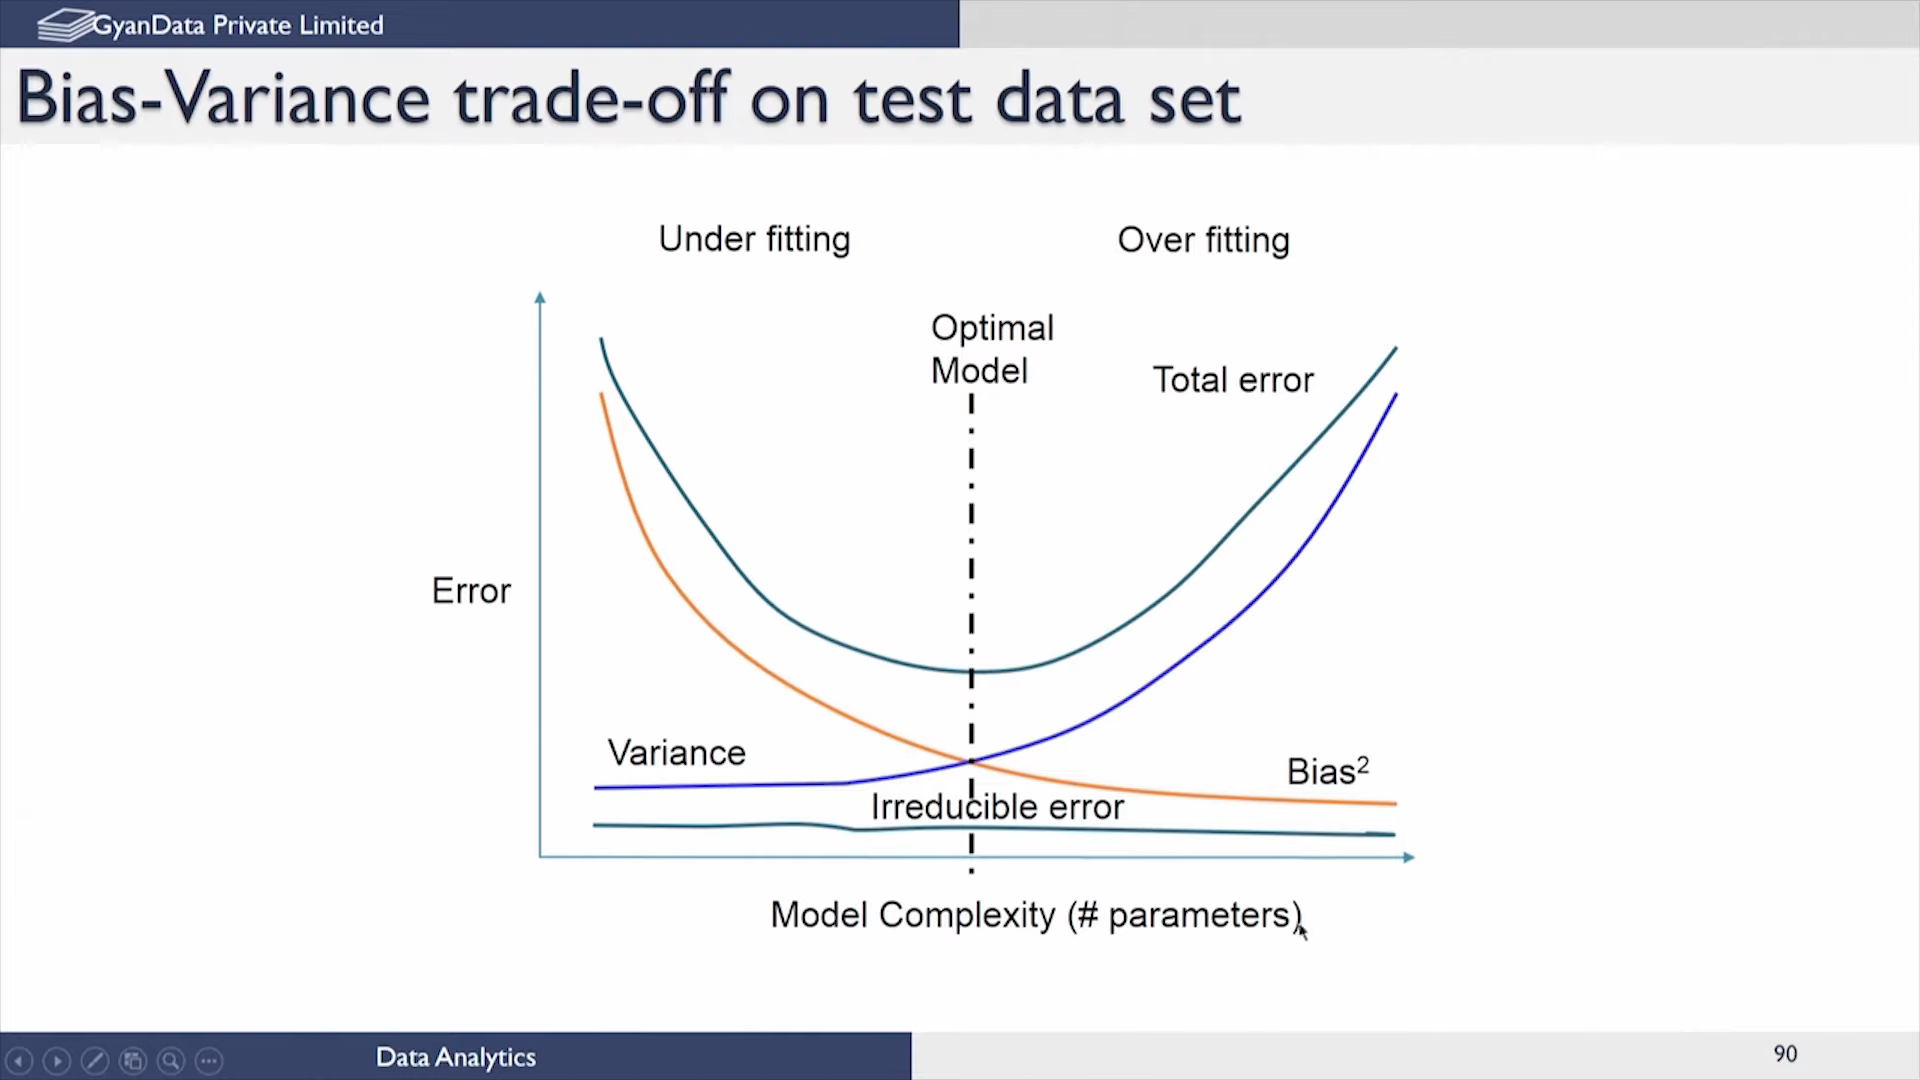 GyanData Private Limited
Bias-Variance trade-off on test data set
Under fitting
Over fitting
Optimal
Model
Total error
Error
Variance
Bias²
Irreducible error
Model Complexity (# parameters)
Data Analytics
90